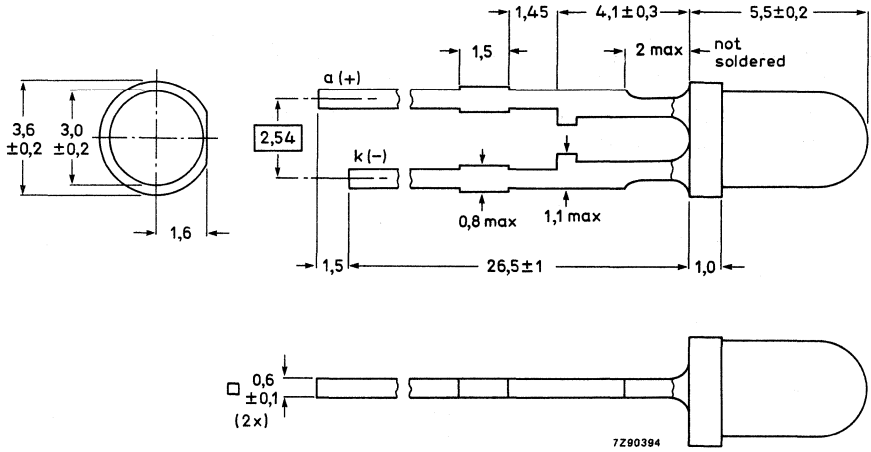 1,45
4,1±0,3
5,5±0,2
1,5
2 max
not
soldered
a (+)
3,6
±0,2
3,0
±0,2
2,54
k (-)
0,8 max
1,1 max
1,6
1,5
26,5±1
1,0
0,6
±0,1
(2x)
7Z90394